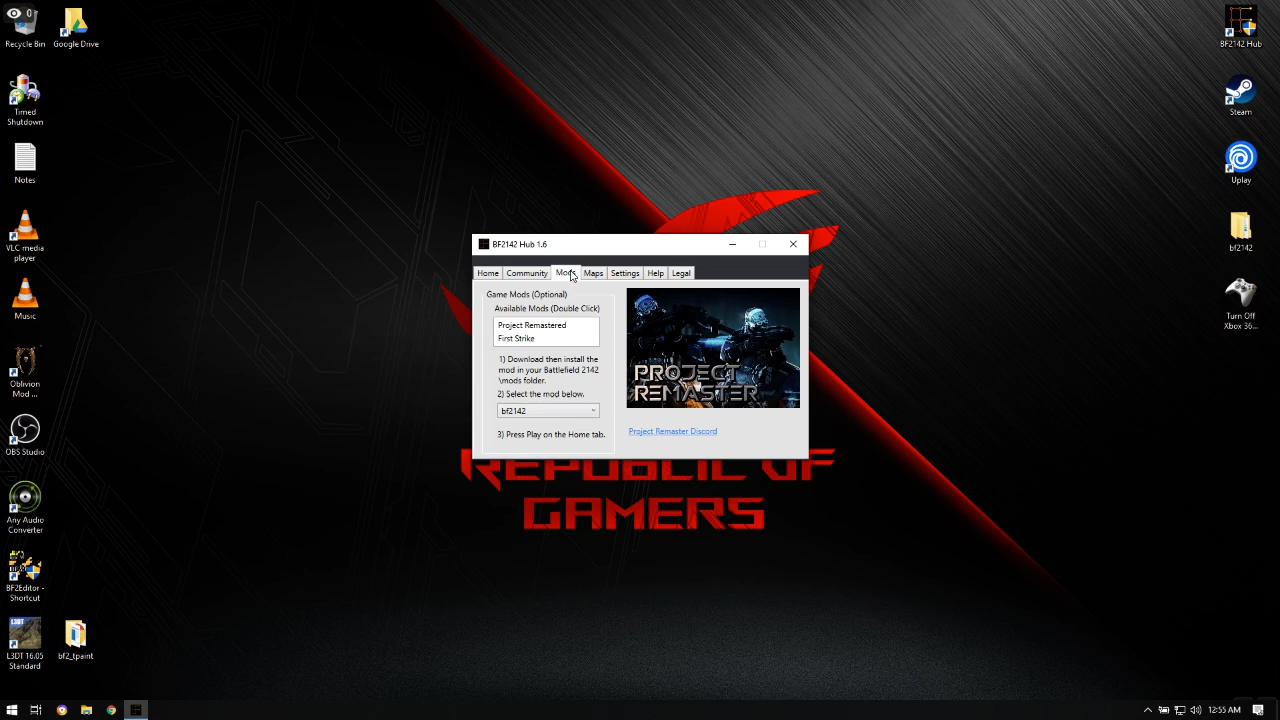 0
Recycle Bin
Google Drive
Timed
Shutdown
Notes
VLC media
player
Music
Oblivion
Mod ...
OBS Studio
Any Audio
Converter
BF2Editor -
Shortcut
L3DT
L3DT 16.05
Standard
bf2_tpaint
BF2142 Hub 1.6
Home
Community
Mods
Maps
Settings
Help
Legal
Game Mods (Optional)
Available Mods (Double Click)
Project Remastered
First Strike
1) Download then install the
mod in your Battlefield 2142
\mods folder.
2) Select the mod below.
bf2142
3) Press Play on the Home tab.
PROJECT
REMASTER
Project Remaster Discord
REPUBLIC OF
GAMERS
BF2142 Hub
Steam
Uplay
bf2142
Turn Off
Xbox 36...
12:55 AM